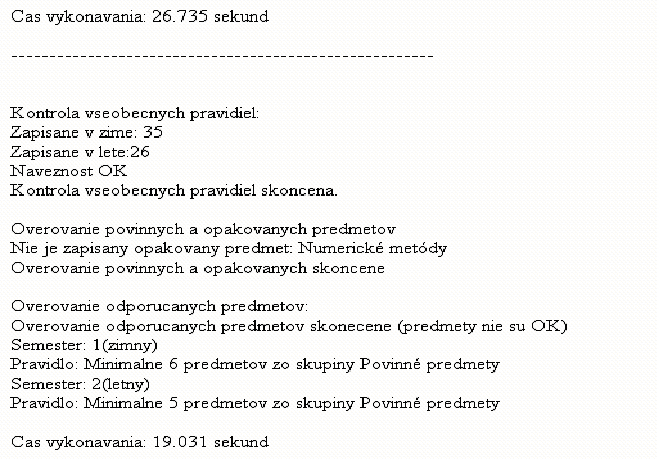 Cas vykonavania: 26.735 sekund
-------------------------------------------------------
Kontrola vseobecnych pravidiel:
Zapisane v zime: 35
Zapisane v lete:26
Naveznost OK
Kontrola vseobecnych pravidiel skoncena.
Overovanie povinnych a opakovanych predmetov
Nie je zapisany opakovany predmet: Numerické metódy
Overovanie povinnych a opakovanych skoncene
Overovanie odporucanych predmetov:
Overovanie odporucanych predmetov skonecene (predmety nie su OK)
Semester: 1(zimny)
Pravidlo: Minimalne 6 predmetov zo skupiny Povinné predmety
Semester: 2(letny)
Pravidlo: Minimalne 5 predmetov zo skupiny Povinné predmety
Cas vykonavania: 19.031 sekund